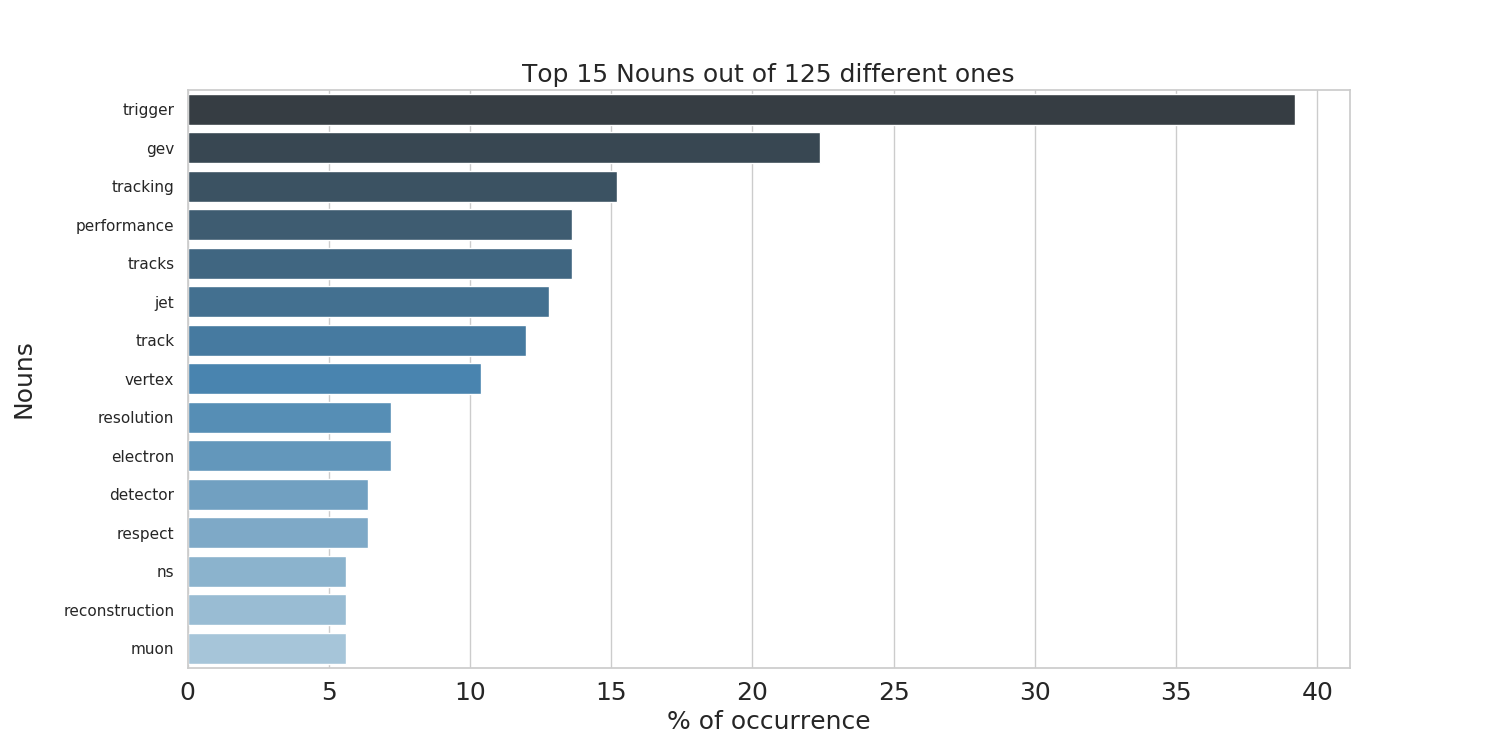 Top 15 Nouns out of 125 different ones
trigger
gev
tracking
performance
tracks
jet
track
vertex
resolution
electron
detector
respect
ns
reconstruction
muon
Nouns
0 5 10 15 20 25 30 35 40
% of occurrence